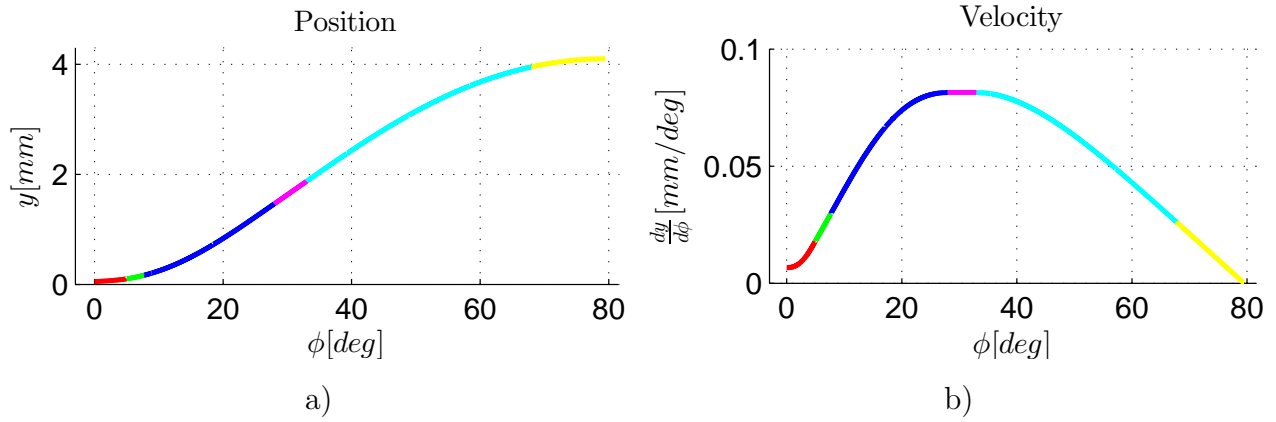 Position
4
2
0
y[mm]
0 20 40 60 80
ϕ[deg]
a)
Velocity
0.1
0.05
0
dy/dϕ[mm/deg]
0 20 40 60 80
ϕ[deg]
b)